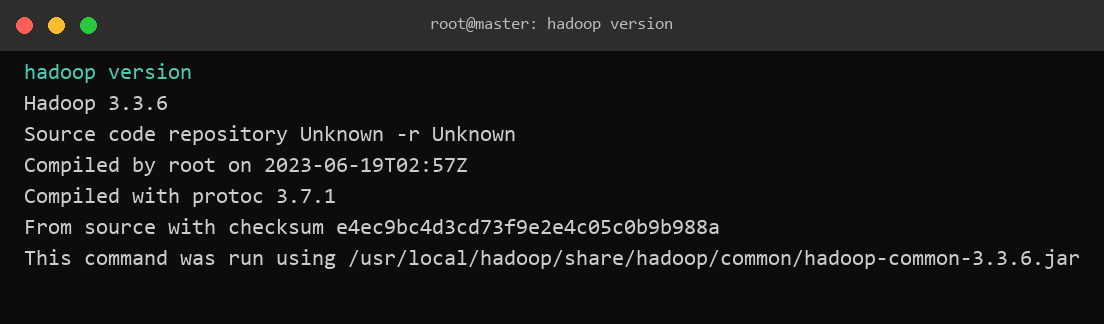 root@master: hadoop version
hadoop version
Hadoop 3.3.6
Source code repository Unknown -r Unknown
Compiled by root on 2023-06-19T02:57Z
Compiled with protoc 3.7.1
From source with checksum e4ec9bc4d3cd73f9e2e4c05c0b9b988a
This command was run using /usr/local/hadoop/share/hadoop/common/hadoop-common-3.3.6.jar